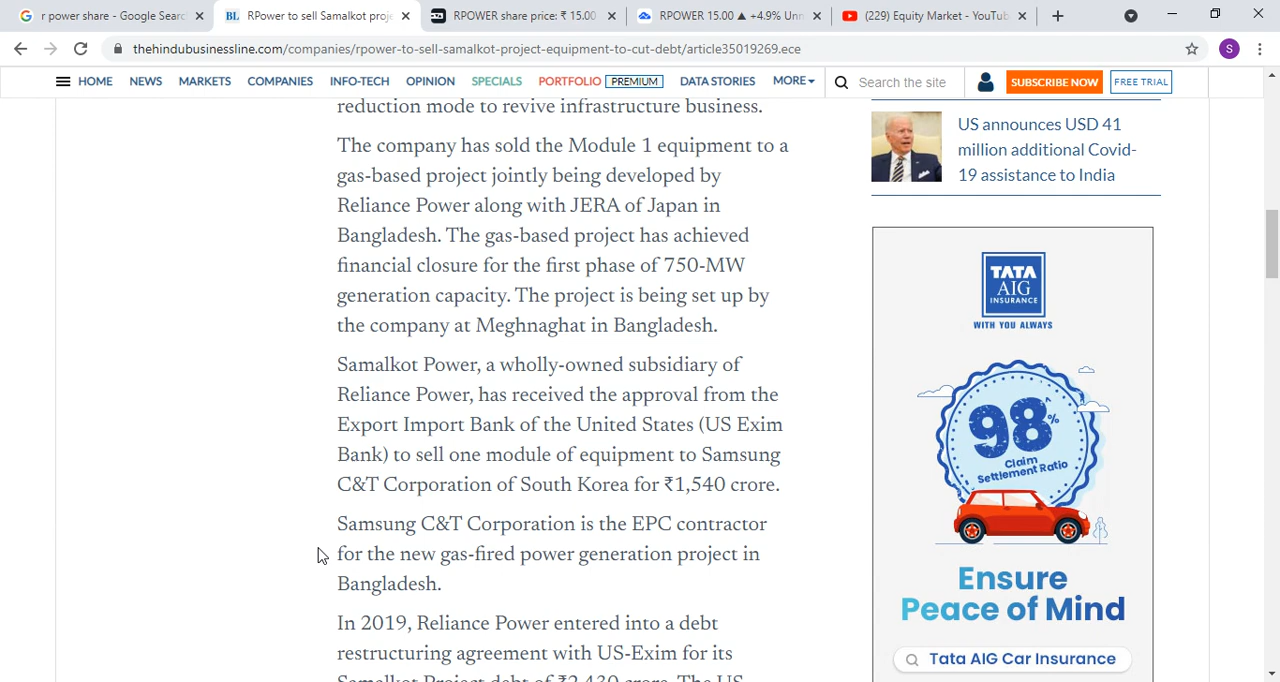 r power share - Google Searc
RPower to sell Samalkot proj
RPOWER share price: ₹ 15.00
RPOWER 15.00 ▲ +4.9% Unn
(229) Equity Market - YouTub
thehindubusinessline.com/companies/rpower-to-sell-samalkot-project-equipment-to-cut-debt/article35019269.ece
S
HOME NEWS MARKETS COMPANIES INFO-TECH OPINION SPECIALS PORTFOLIO PREMIUM DATA STORIES MORE
Search the site
SUBSCRIBE NOW
FREE TRIAL
reduction mode to revive infrastructure business.
The company has sold the Module 1 equipment to a
gas-based project jointly being developed by
Reliance Power along with JERA of Japan in
Bangladesh. The gas-based project has achieved
financial closure for the first phase of 750-MW
generation capacity. The project is being set up by
the company at Meghnaghat in Bangladesh.
Samalkot Power, a wholly-owned subsidiary of
Reliance Power, has received the approval from the
Export Import Bank of the United States (US Exim
Bank) to sell one module of equipment to Samsung
C&T Corporation of South Korea for ₹1,540 crore.
Samsung C&T Corporation is the EPC contractor
for the new gas-fired power generation project in
Bangladesh.
In 2019, Reliance Power entered into a debt
restructuring agreement with US-Exim for its
Samalkot Project debt of ₹2,430 crore. The US
US announces USD 41
million additional Covid-
19 assistance to India
TATA
AIG
INSURANCE
WITH YOU ALWAYS
98^%
Claim
Settlement Ratio
Ensure
Peace of Mind
Tata AIG Car Insurance